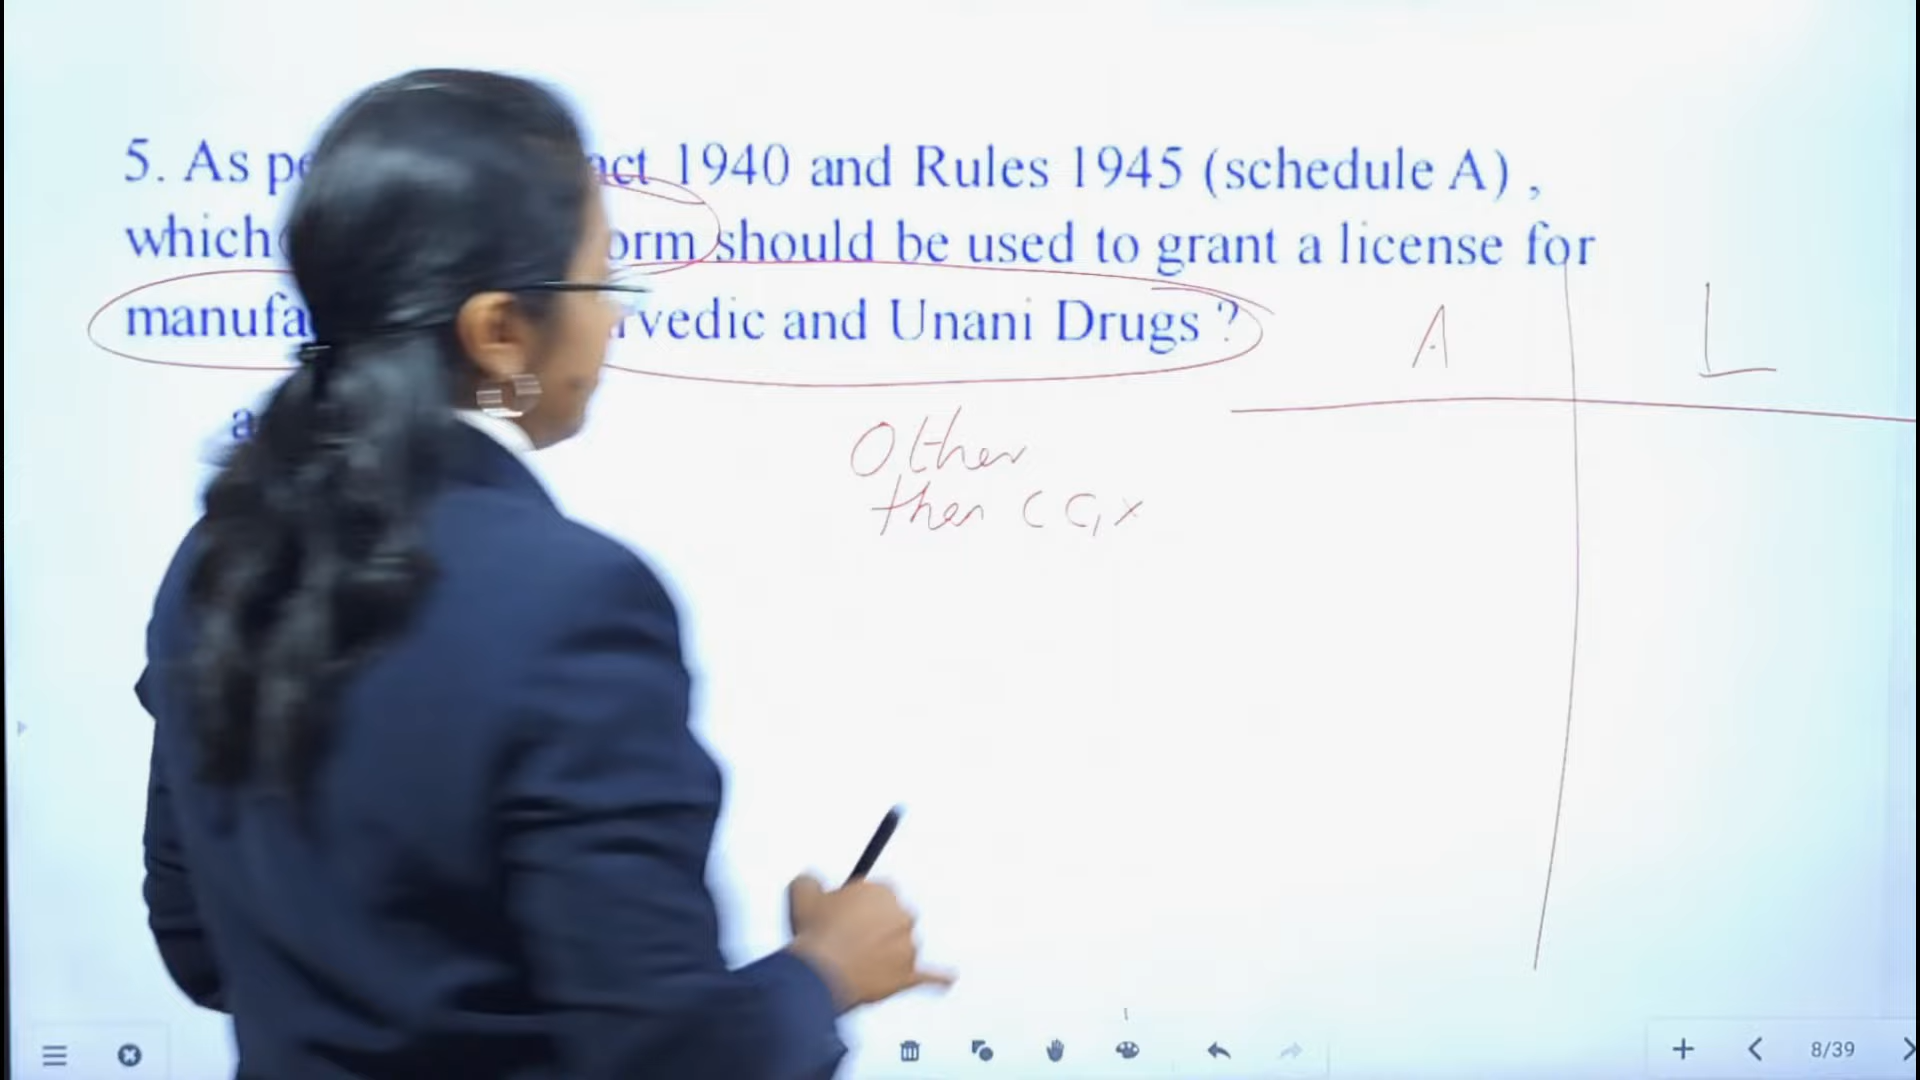 5. As pe act 1940 and Rules 1945 (schedule A) ,
which orm should be used to grant a license for
manufa rvedic and Unani Drugs ?
A L
Other
then C C1 X
8/39